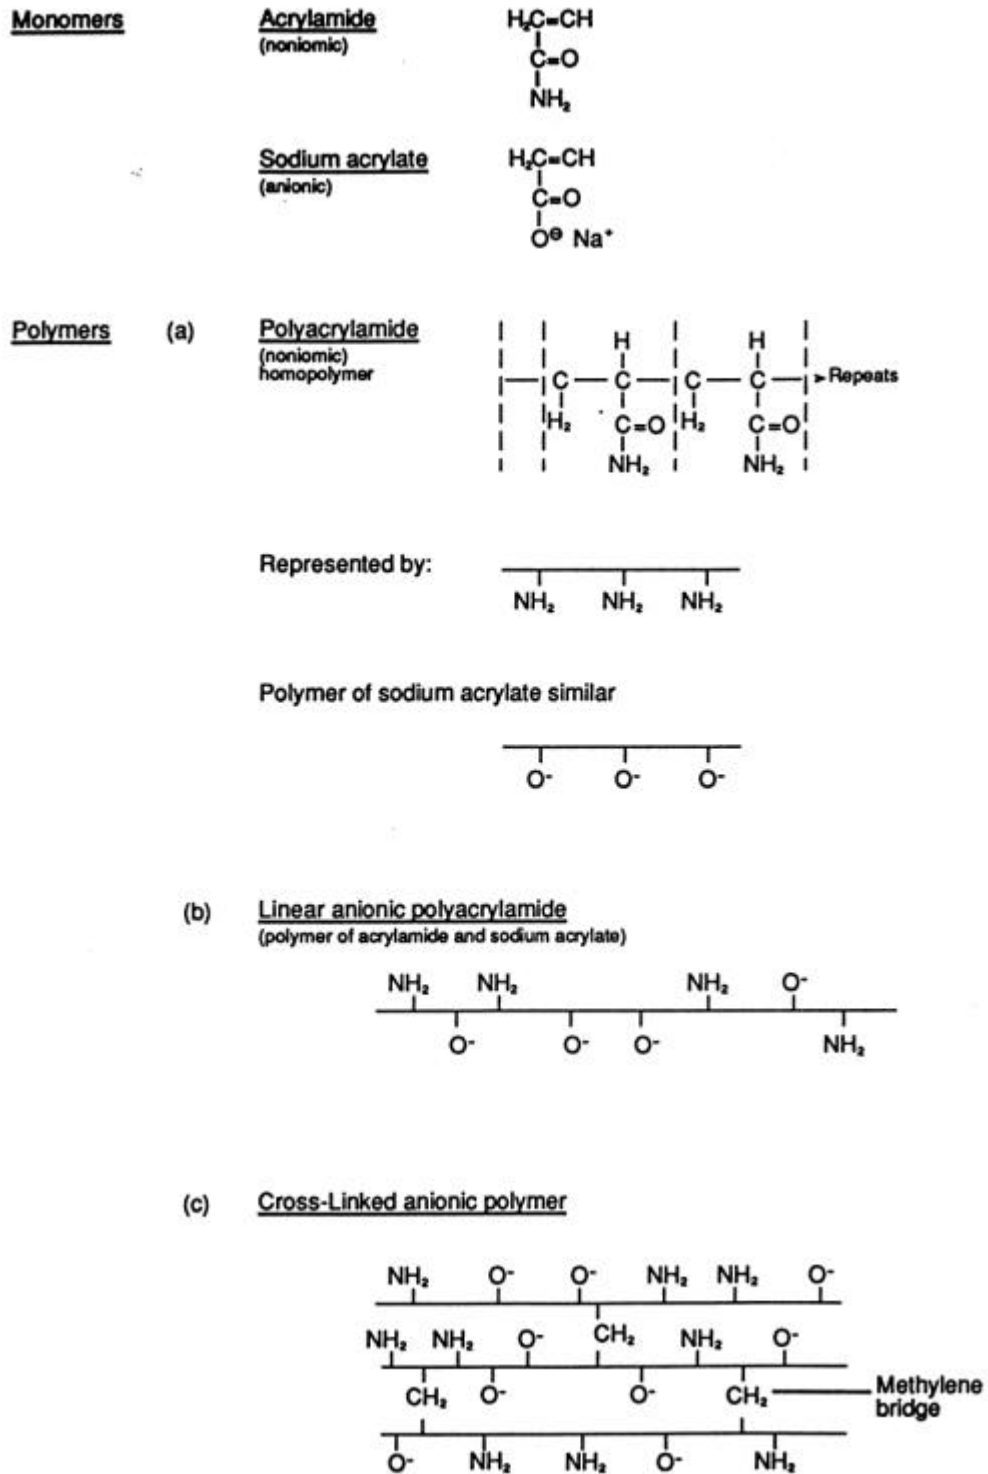 Monomers Acrylamide H₂C=CH
(noniomic)
C=O
NH₂
Sodium acrylate H₂C=CH
(anionic)
C=O
O⊖ Na⁺
Polymers (a) Polyacrylamide H H
(noniomic)
homopolymer C C C C Repeats
H₂ C=O H₂ C=O
NH₂ NH₂
Represented by:
NH₂ NH₂ NH₂
Polymer of sodium acrylate similar
O⁻ O⁻ O⁻
(b) Linear anionic polyacrylamide
(polymer of acrylamide and sodium acrylate)
NH₂ NH₂ NH₂ O⁻
O⁻ O⁻ O⁻ NH₂
(c) Cross-Linked anionic polymer
NH₂ O⁻ O⁻ NH₂ NH₂ O⁻
NH₂ NH₂ O⁻ CH₂ NH₂ O⁻
CH₂ O⁻ O⁻ CH₂ Methylene
bridge
O⁻ NH₂ NH₂ O⁻ NH₂